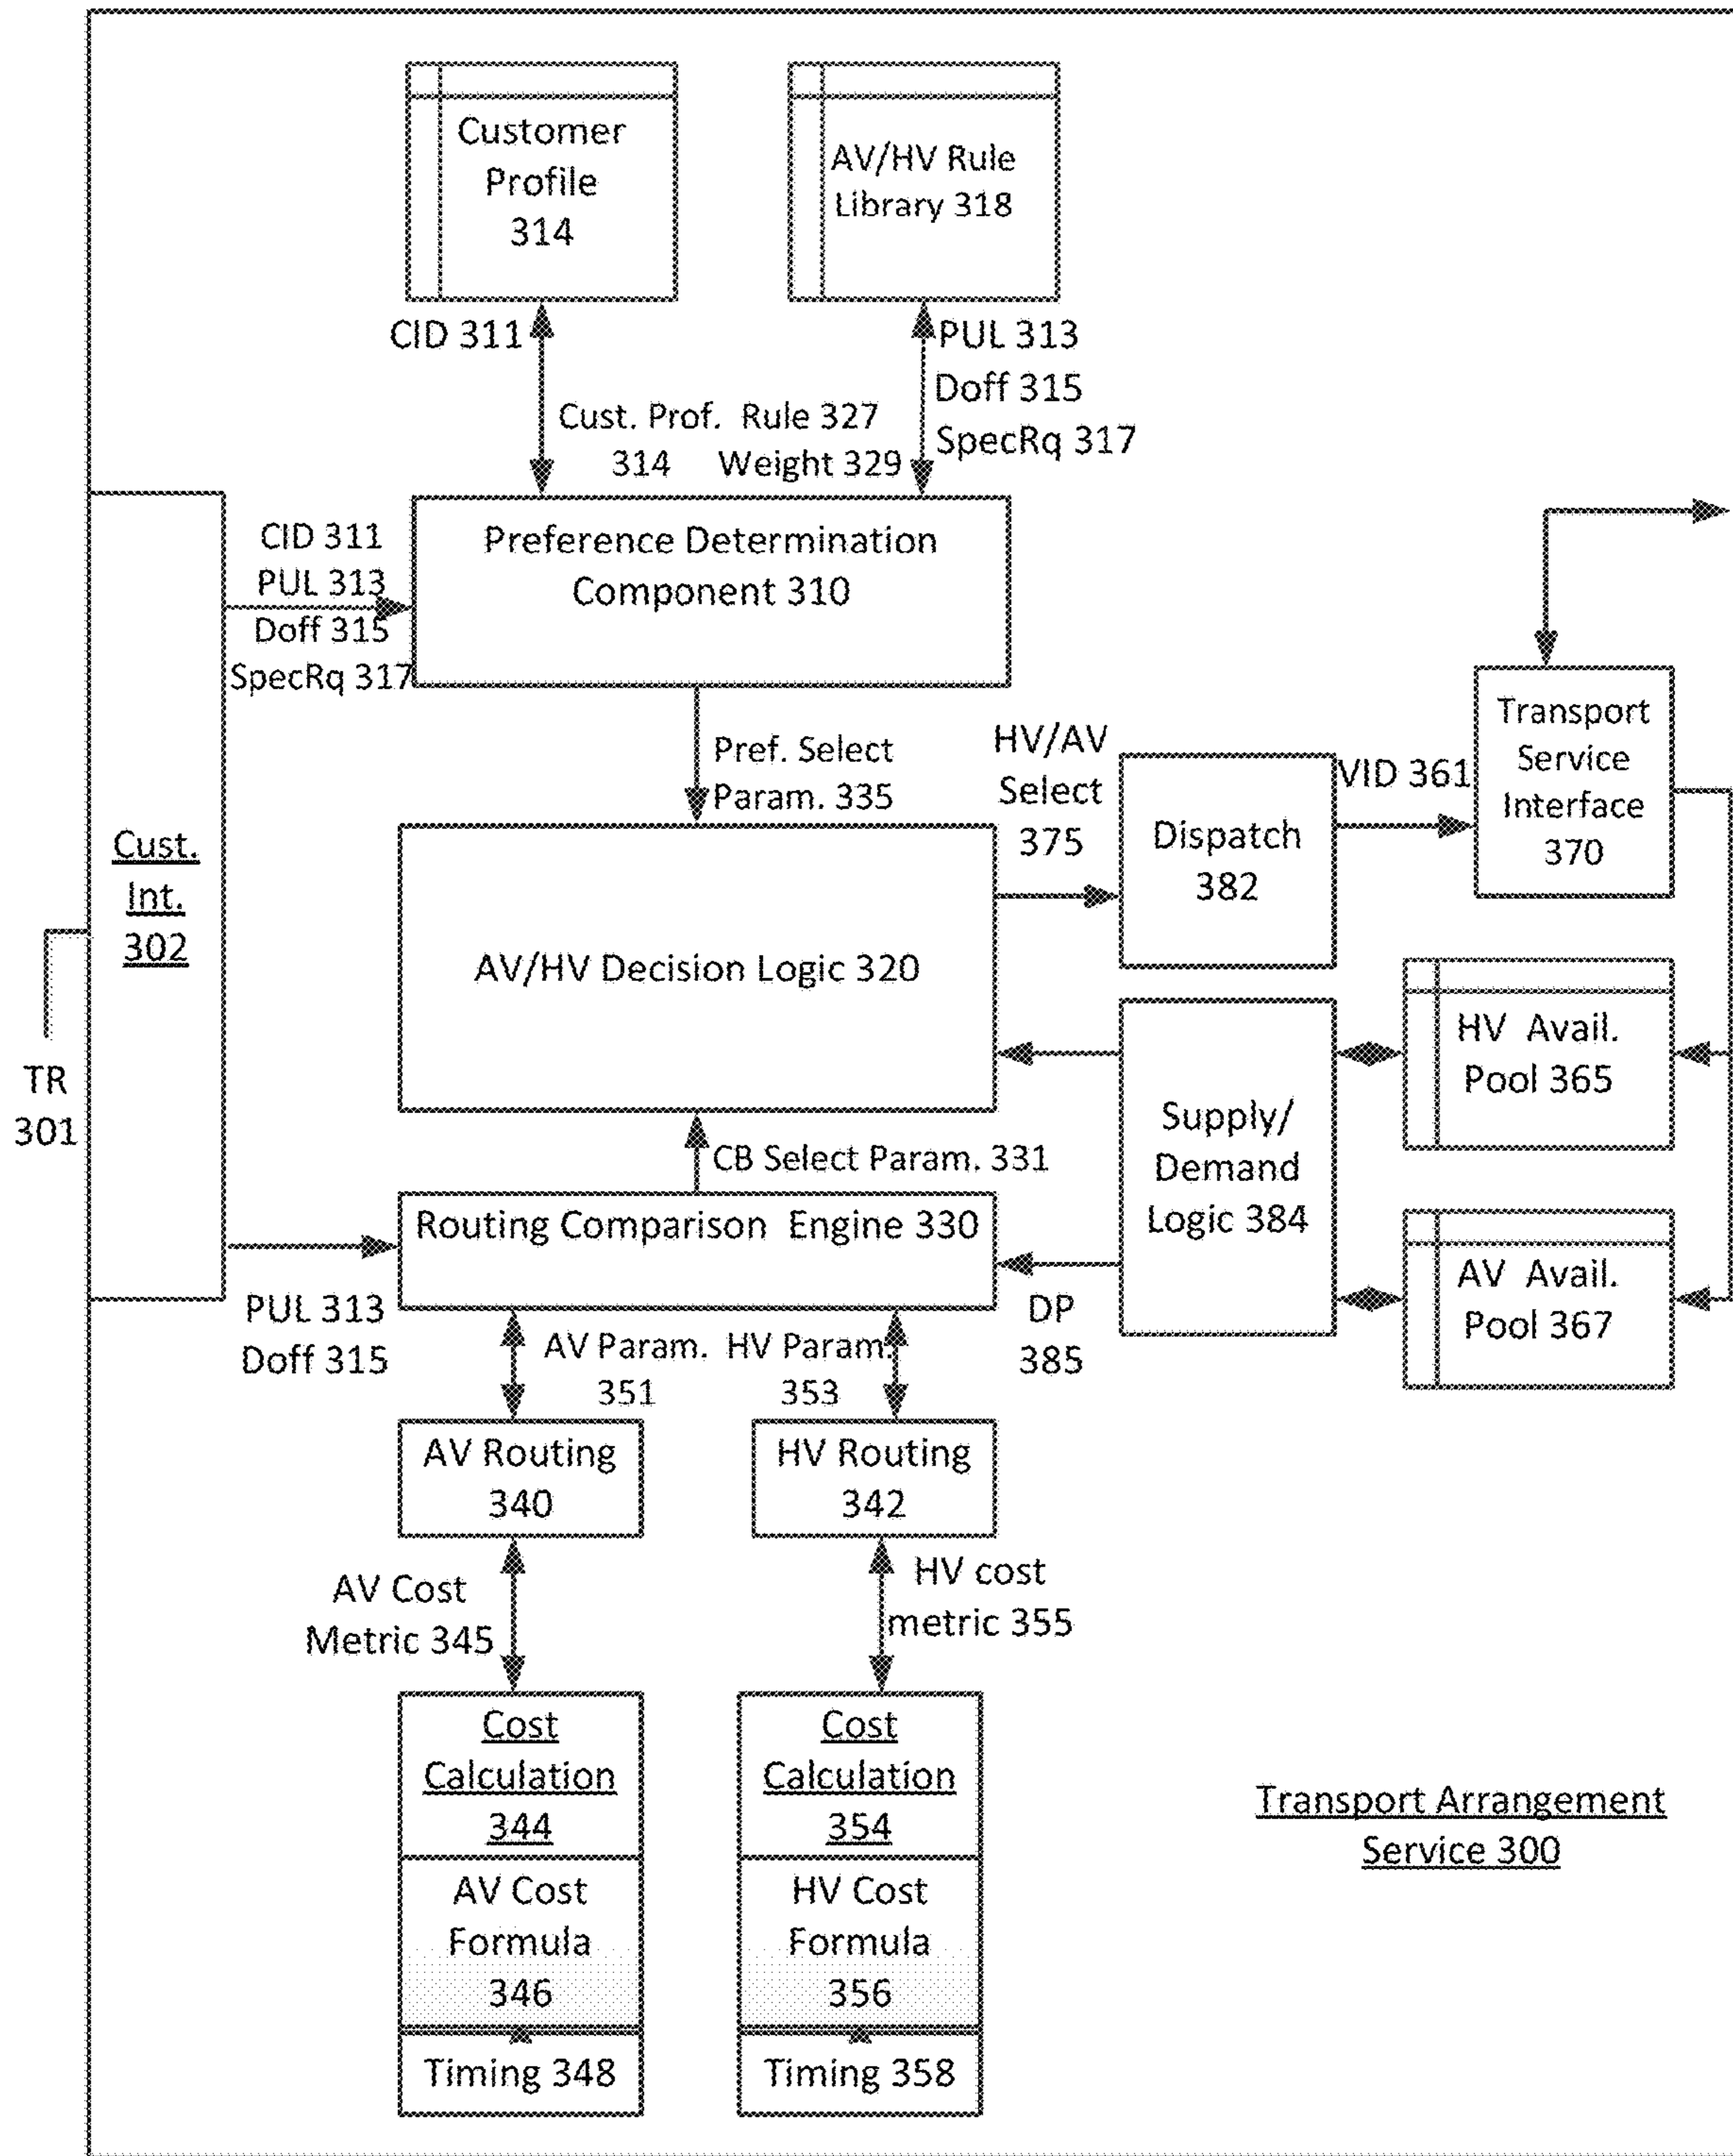 Customer
Profile
314
AV/HV Rule
Library 318
CID 311
PUL 313
Doff 315
SpecRq 317
Cust. Prof.  Rule 327
314  Weight 329
CID 311
PUL 313
Doff 315
SpecRq 317
Preference Determination
Component 310
Pref. Select
Param. 335
HV/AV
Select
375
Dispatch
382
VID 361
Transport
Service
Interface
370
Cust.
Int.
302
TR
301
AV/HV Decision Logic 320
HV Avail.
Pool 365
Supply/
Demand
Logic 384
AV Avail.
Pool 367
CB Select Param. 331
Routing Comparison Engine 330
PUL 313
Doff 315
DP
385
AV Param.
351
HV Param.
353
AV Routing
340
HV Routing
342
AV Cost
Metric 345
HV cost
metric 355
Cost
Calculation
344
AV Cost
Formula
346
Timing 348
Cost
Calculation
354
HV Cost
Formula
356
Timing 358
Transport Arrangement
Service 300